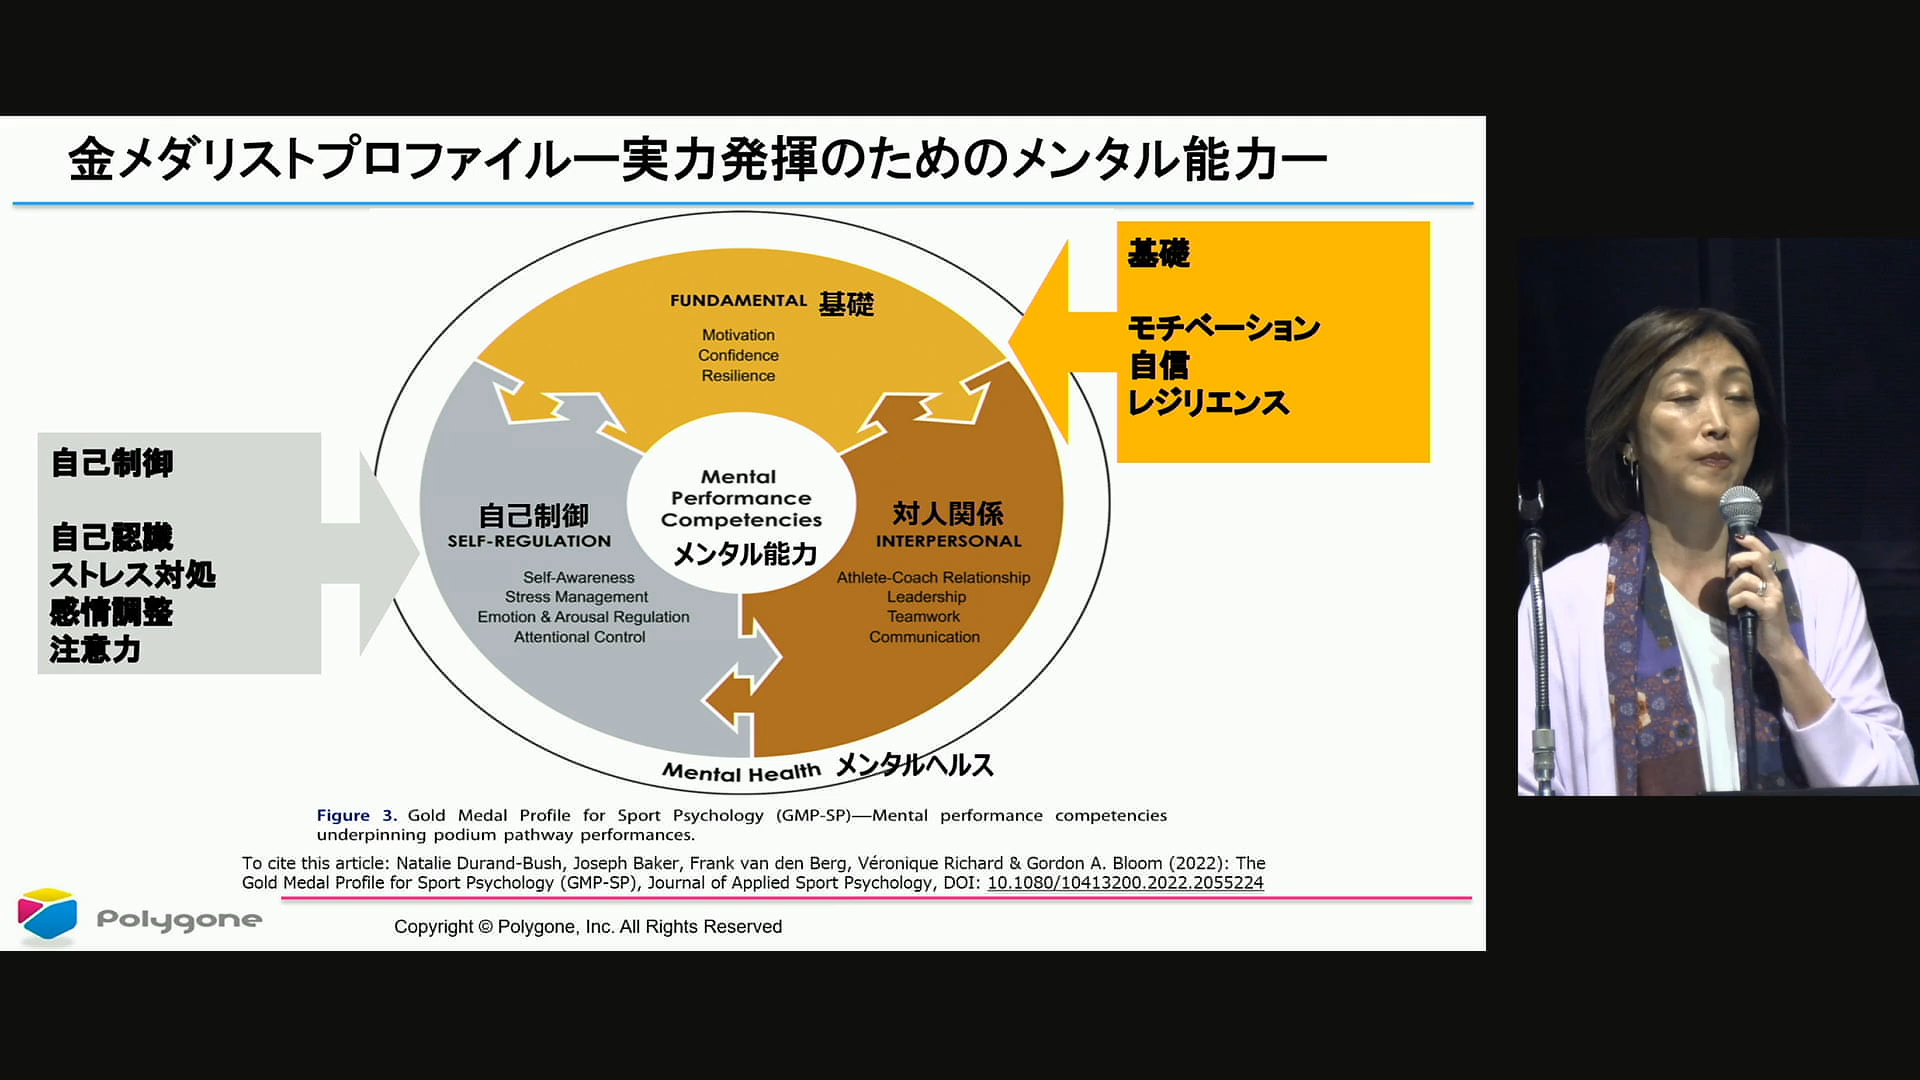 金メダリストプロファイルー実力発揮のためのメンタル能力ー
FUNDAMENTAL 基礎
Motivation
Confidence
Resilience
基礎
モチベーション
自信
レジリエンス
自己制御
自己認識
ストレス対処
感情調整
注意力
自己制御
SELF-REGULATION
Self-Awareness
Stress Management
Emotion & Arousal Regulation
Attentional Control
Mental
Performance
Competencies
メンタル能力
対人関係
INTERPERSONAL
Athlete-Coach Relationship
Leadership
Teamwork
Communication
Mental Health メンタルヘルス
Figure 3. Gold Medal Profile for Sport Psychology (GMP-SP)—Mental performance competencies
underpinning podium pathway performances.
To cite this article: Natalie Durand-Bush, Joseph Baker, Frank van den Berg, Véronique Richard & Gordon A. Bloom (2022): The
Gold Medal Profile for Sport Psychology (GMP-SP), Journal of Applied Sport Psychology, DOI: 10.1080/10413200.2022.2055224
Polygone
Copyright © Polygone, Inc. All Rights Reserved